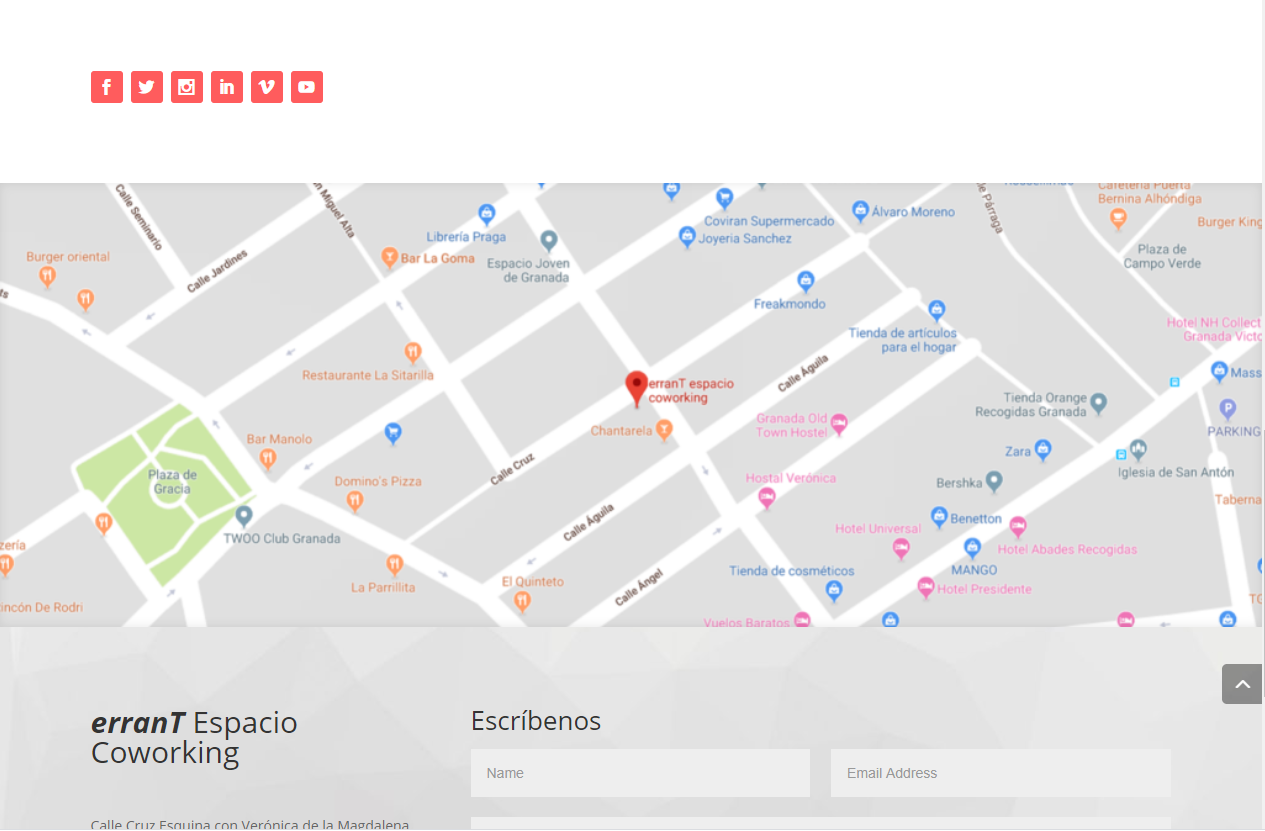 f in
Calle Seminario
Miguel Alta
Calle Párraga
Cafetería Puerta
Bernina Alhóndiga
Coviran Supermercado
Álvaro Moreno
Burger King
Librería Praga
Joyeria Sanchez
Burger oriental
Calle Jardines
Bar La Goma
Espacio Joven
de Granada
Plaza de
Campo Verde
Freakmondo
Hotel NH Collect
Granada Victo
Tienda de artículos
para el hogar
Restaurante La Sitarilla
erranT espacio
coworking
Calle Águila
Mass
Tienda Orange
Recogidas Granada
Granada Old
Town Hostel
Chantarela
P
PARKING
Bar Manolo
Zara
Calle Cruz
Plaza de
Gracia
Domino's Pizza
Hostal Verónica
Bershka
Iglesia de San Antón
Taberna
Calle Águila
Benetton
TWOO Club Granada
Hotel Universal
Hotel Abades Recogidas
zería
La Parrillita
El Quinteto
Calle Ángel
Tienda de cosméticos
MANGO
Hotel Presidente
incón De Rodri
Vuelos Baratos
erranT Espacio
Coworking
Escríbenos
Name
Email Address
Calle Cruz Esquina con Verónica de la Magdalena